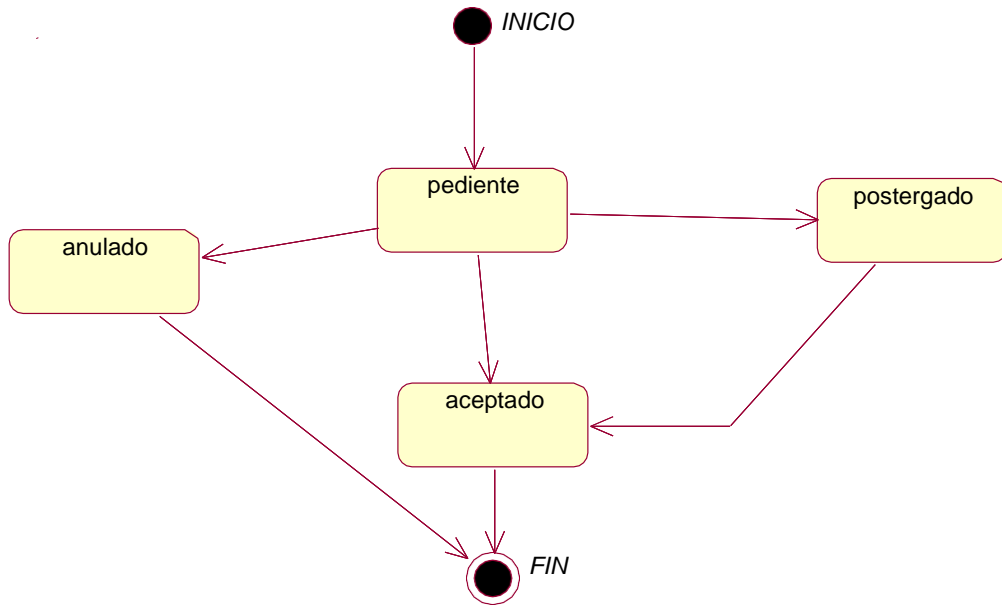 INICIO
pediente
postergado
anulado
aceptado
FIN